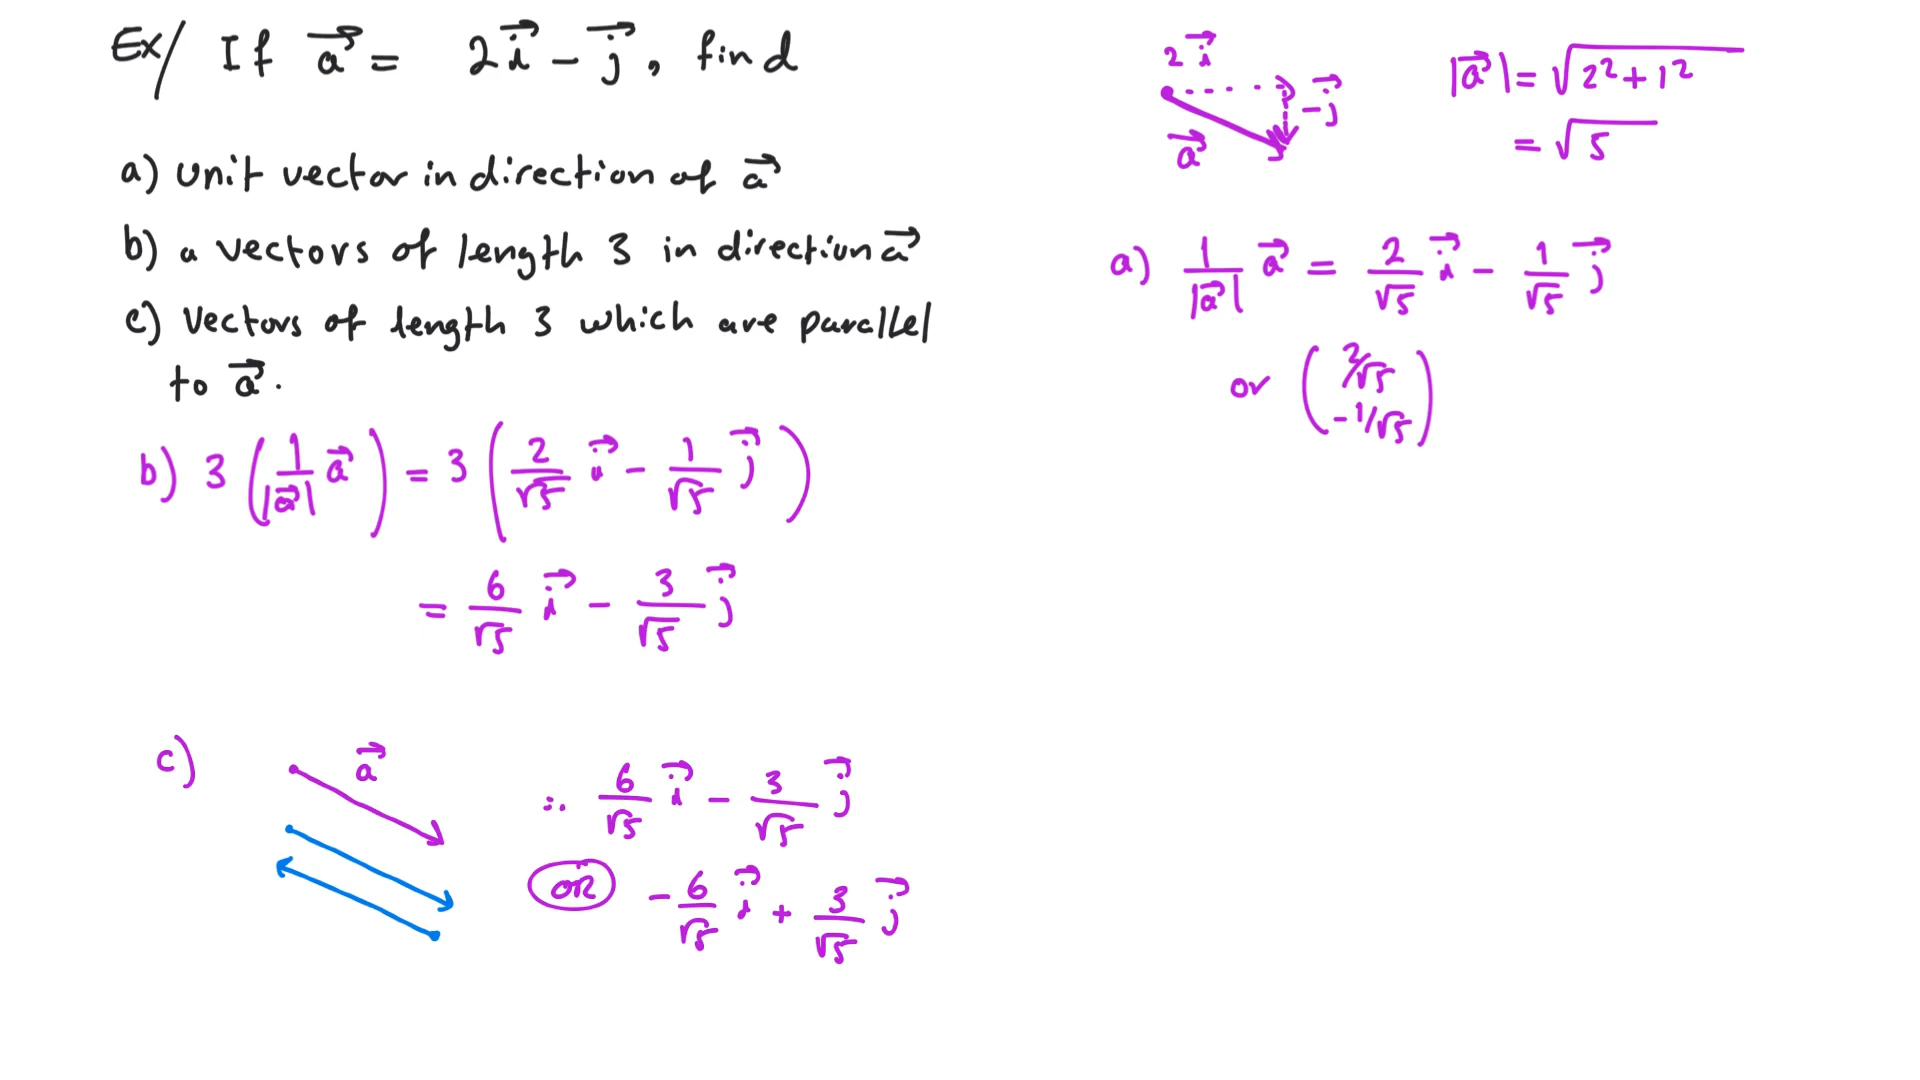 Ex/ If a⃗ = 2i⃗ - j⃗, find
a) unit vector in direction of a⃗
b) a vectors of length 3 in direction a⃗
c) vectors of length 3 which are parallel
to a⃗.
2i⃗
-j⃗
a⃗
|a⃗| = √(2² + 1²)
= √5
a) 1/|a⃗| a⃗ = 2/√5 i⃗ - 1/√5 j⃗
or (2/√5
-1/√5)
b) 3 (1/|a⃗| a⃗) = 3 (2/√5 i⃗ - 1/√5 j⃗)
= 6/√5 i⃗ - 3/√5 j⃗
c) a⃗
∴ 6/√5 i⃗ - 3/√5 j⃗
OR -6/√5 i⃗ + 3/√5 j⃗